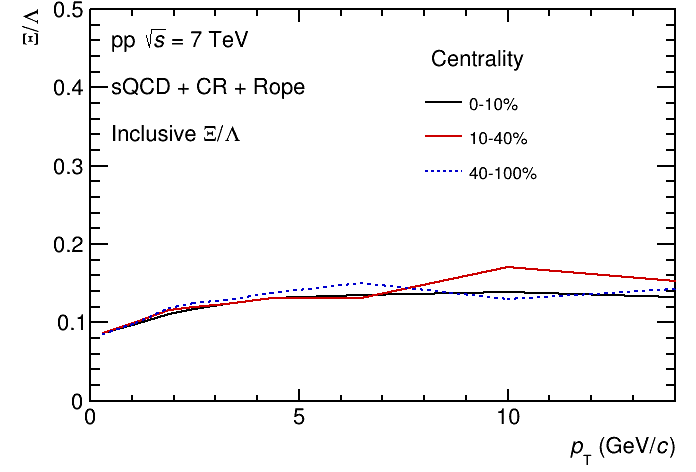 Ξ/Λ
0.5
0.4
0.3
0.2
0.1
0
pp √s = 7 TeV
sQCD + CR + Rope
Inclusive Ξ/Λ
Centrality
0-10%
10-40%
40-100%
0 5 10
pT (GeV/c)